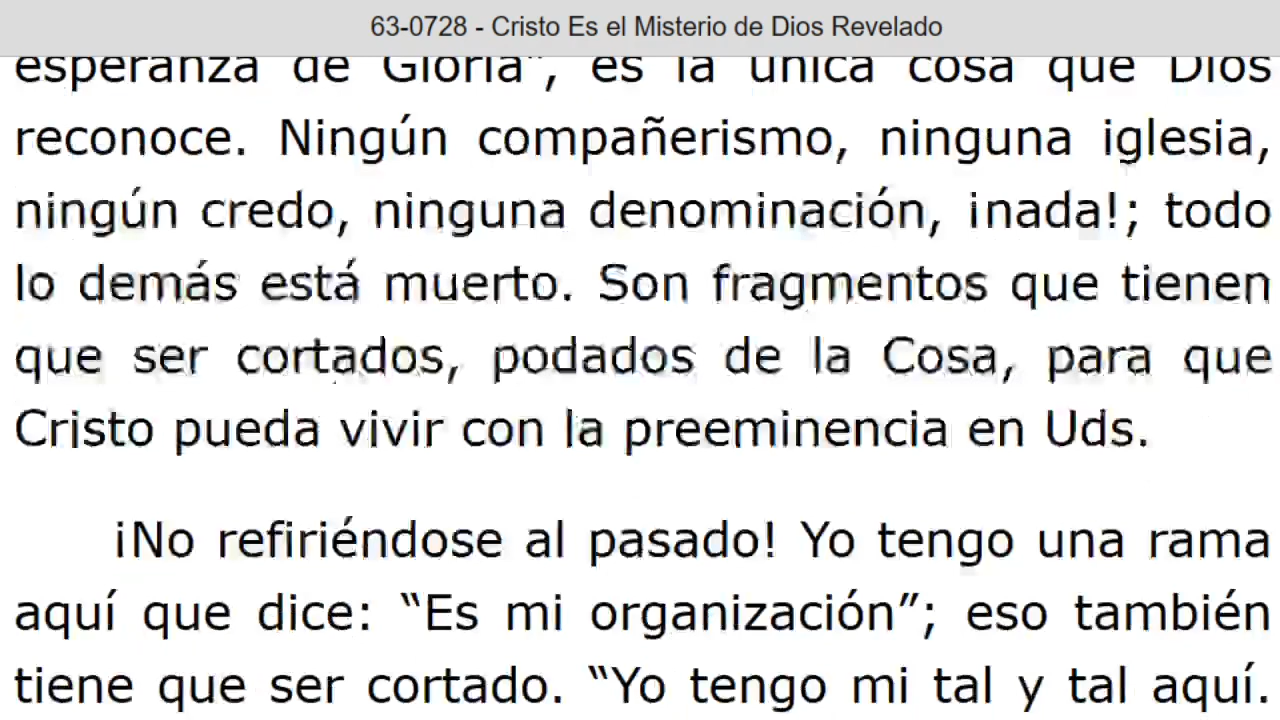 63-0728 - Cristo Es el Misterio de Dios Revelado
esperanza de Gloria”, es la única cosa que Dios
reconoce. Ningún compañerismo, ninguna iglesia,
ningún credo, ninguna denominación, ¡nada!; todo
lo demás está muerto. Son fragmentos que tienen
que ser cortados, podados de la Cosa, para que
Cristo pueda vivir con la preeminencia en Uds.
¡No refiriéndose al pasado! Yo tengo una rama
aquí que dice: “Es mi organización”; eso también
tiene que ser cortado. “Yo tengo mi tal y tal aquí.